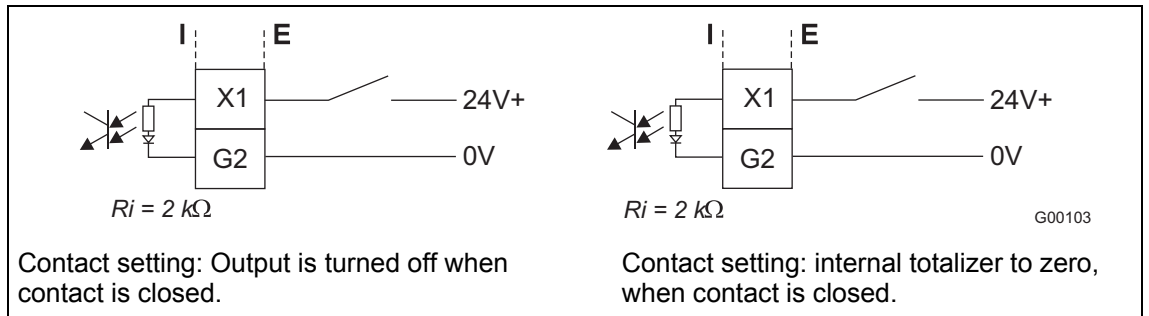 I E
X1 24V+
G2 0V
Ri = 2 kΩ
Contact setting: Output is turned off when
contact is closed.
I E
X1 24V+
G2 0V
Ri = 2 kΩ
G00103
Contact setting: internal totalizer to zero,
when contact is closed.